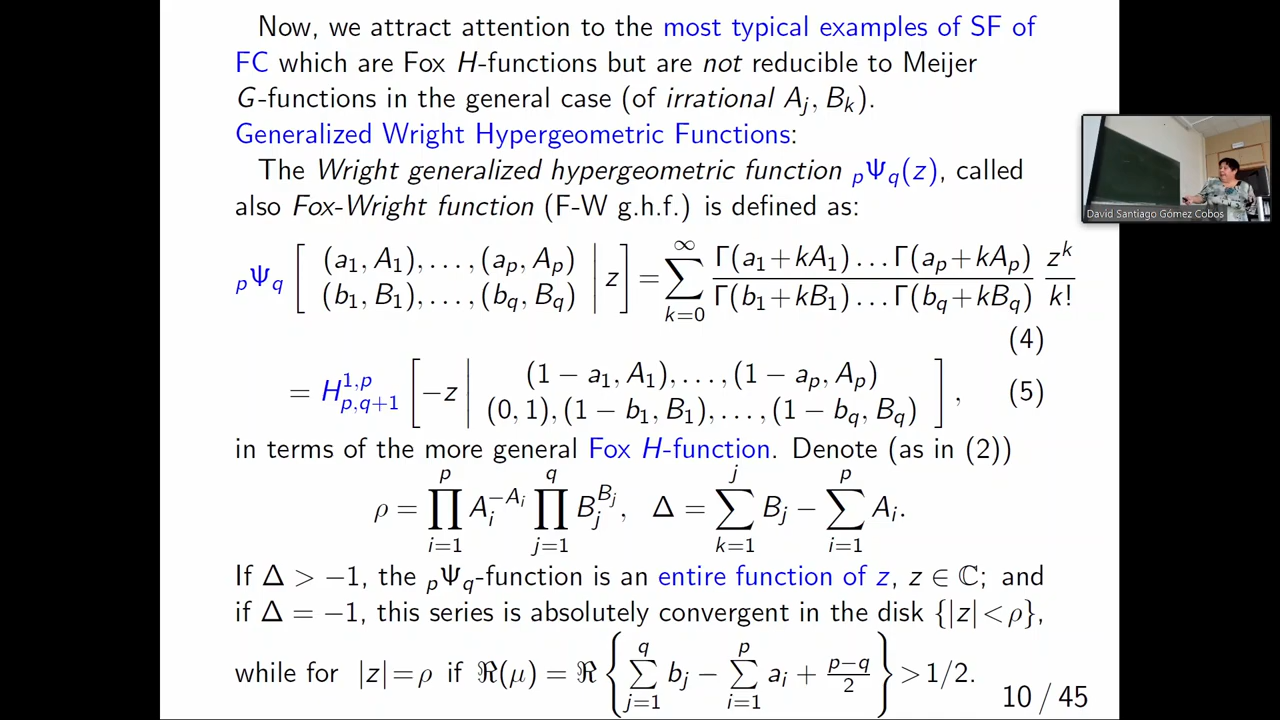 Now, we attract attention to the most typical examples of SF of
FC which are Fox H-functions but are not reducible to Meijer
G-functions in the general case (of irrational A_j, B_k).
Generalized Wright Hypergeometric Functions:
The Wright generalized hypergeometric function _pΨ_q(z), called
also Fox-Wright function (F-W g.h.f.) is defined as:
_pΨ_q [ (a_1, A_1), . . . , (a_p, A_p) / (b_1, B_1), . . . , (b_q, B_q) | z ] = ∑_{k=0}^{∞} Γ(a_1+kA_1) . . . Γ(a_p+kA_p) / Γ(b_1+kB_1) . . . Γ(b_q+kB_q) z^k / k!
(4)
= H^{1,p}_{p,q+1} [ −z | (1 − a_1, A_1), . . . , (1 − a_p, A_p) / (0, 1), (1 − b_1, B_1), . . . , (1 − b_q, B_q) ] , (5)
in terms of the more general Fox H-function. Denote (as in (2))
ρ = ∏_{i=1}^{p} A_i^{−A_i} ∏_{j=1}^{q} B_j^{B_j}, Δ = ∑_{k=1}^{j} B_j − ∑_{i=1}^{p} A_i.
If Δ > −1, the _pΨ_q-function is an entire function of z, z ∈ ℂ; and
if Δ = −1, this series is absolutely convergent in the disk {|z| < ρ},
while for |z| = ρ if ℜ(μ) = ℜ { ∑_{j=1}^{q} b_j − ∑_{i=1}^{p} a_i + (p−q)/2 } > 1/2.
10 / 45
David Santiago Gómez Cobos